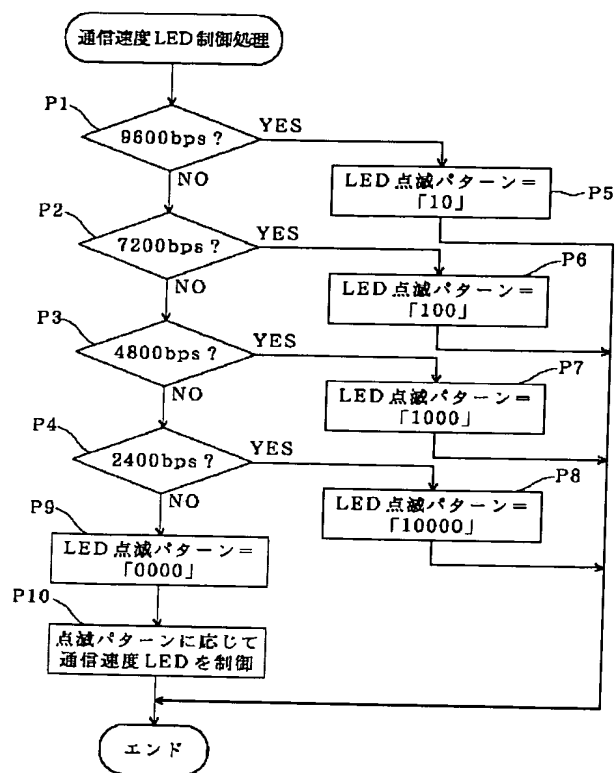 通信速度LED制御処理
P1
9600bps?
YES
NO
LED点滅パターン=
「10」
P5
P2
7200bps?
YES
NO
LED点滅パターン=
「100」
P6
P3
4800bps?
YES
NO
LED点滅パターン=
「1000」
P7
P4
2400bps?
YES
NO
LED点滅パターン=
「10000」
P8
P9
LED点滅パターン=
「0000」
P10
点滅パターンに応じて
通信速度LEDを制御
エンド